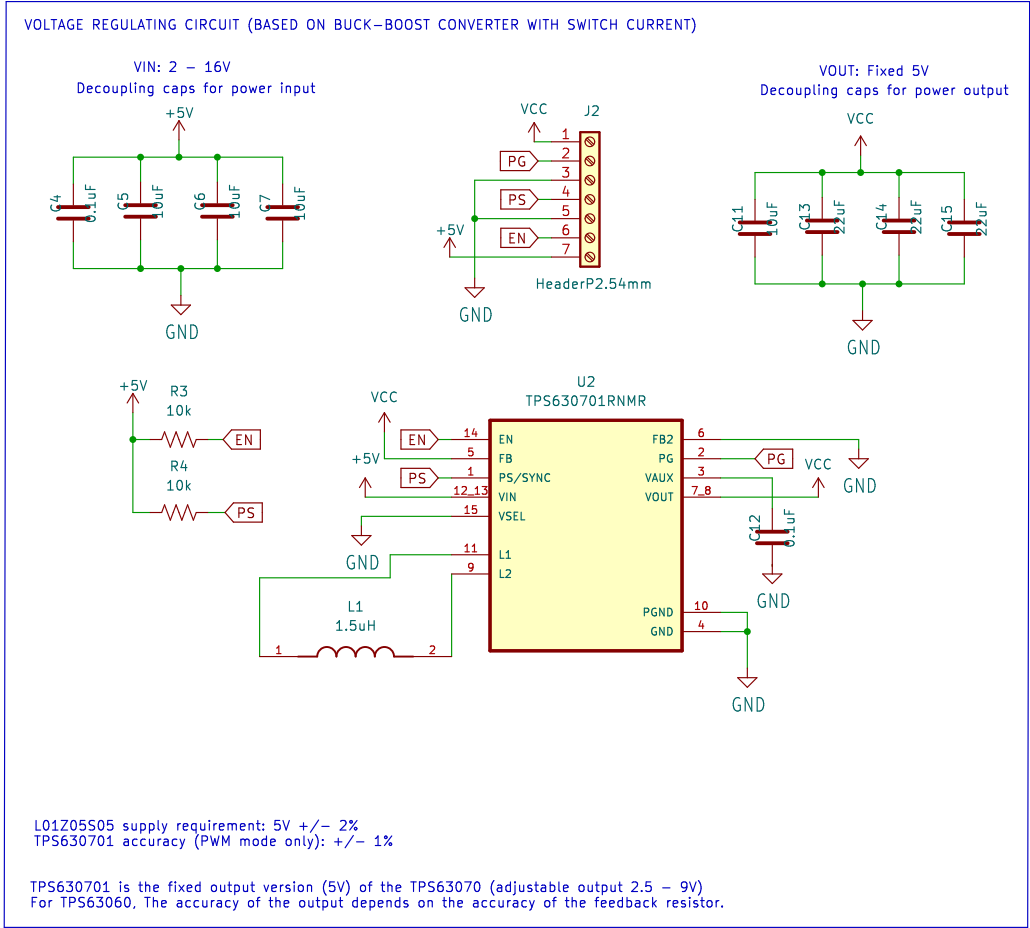 VOLTAGE REGULATING CIRCUIT (BASED ON BUCK-BOOST CONVERTER WITH SWITCH CURRENT)
VIN: 2 - 16V
Decoupling caps for power input
+5V
C4
0.1uF
C5
10uF
C6
10uF
C7
10uF
GND
J2
VCC
1
PG
2
3
PS
4
5
EN
6
+5V
7
HeaderP2.54mm
GND
VOUT: Fixed 5V
Decoupling caps for power output
VCC
C11
10uF
C13
22uF
C14
22uF
C15
22uF
GND
+5V
R3
10k
EN
R4
10k
PS
U2
TPS630701RNMR
VCC
EN
14
EN
5
FB
+5V
PS
1
PS/SYNC
12_13
VIN
15
VSEL
GND
11
L1
9
L2
L1
1.5uH
1
2
FB2
6
GND
PG
2
PG
VAUX
3
VCC
VOUT
7_8
C12
0.1uF
GND
PGND
10
GND
4
GND
L01Z05S05 supply requirement: 5V +/- 2%
TPS630701 accuracy (PWM mode only): +/- 1%
TPS630701 is the fixed output version (5V) of the TPS63070 (adjustable output 2.5 - 9V)
For TPS63060, The accuracy of the output depends on the accuracy of the feedback resistor.